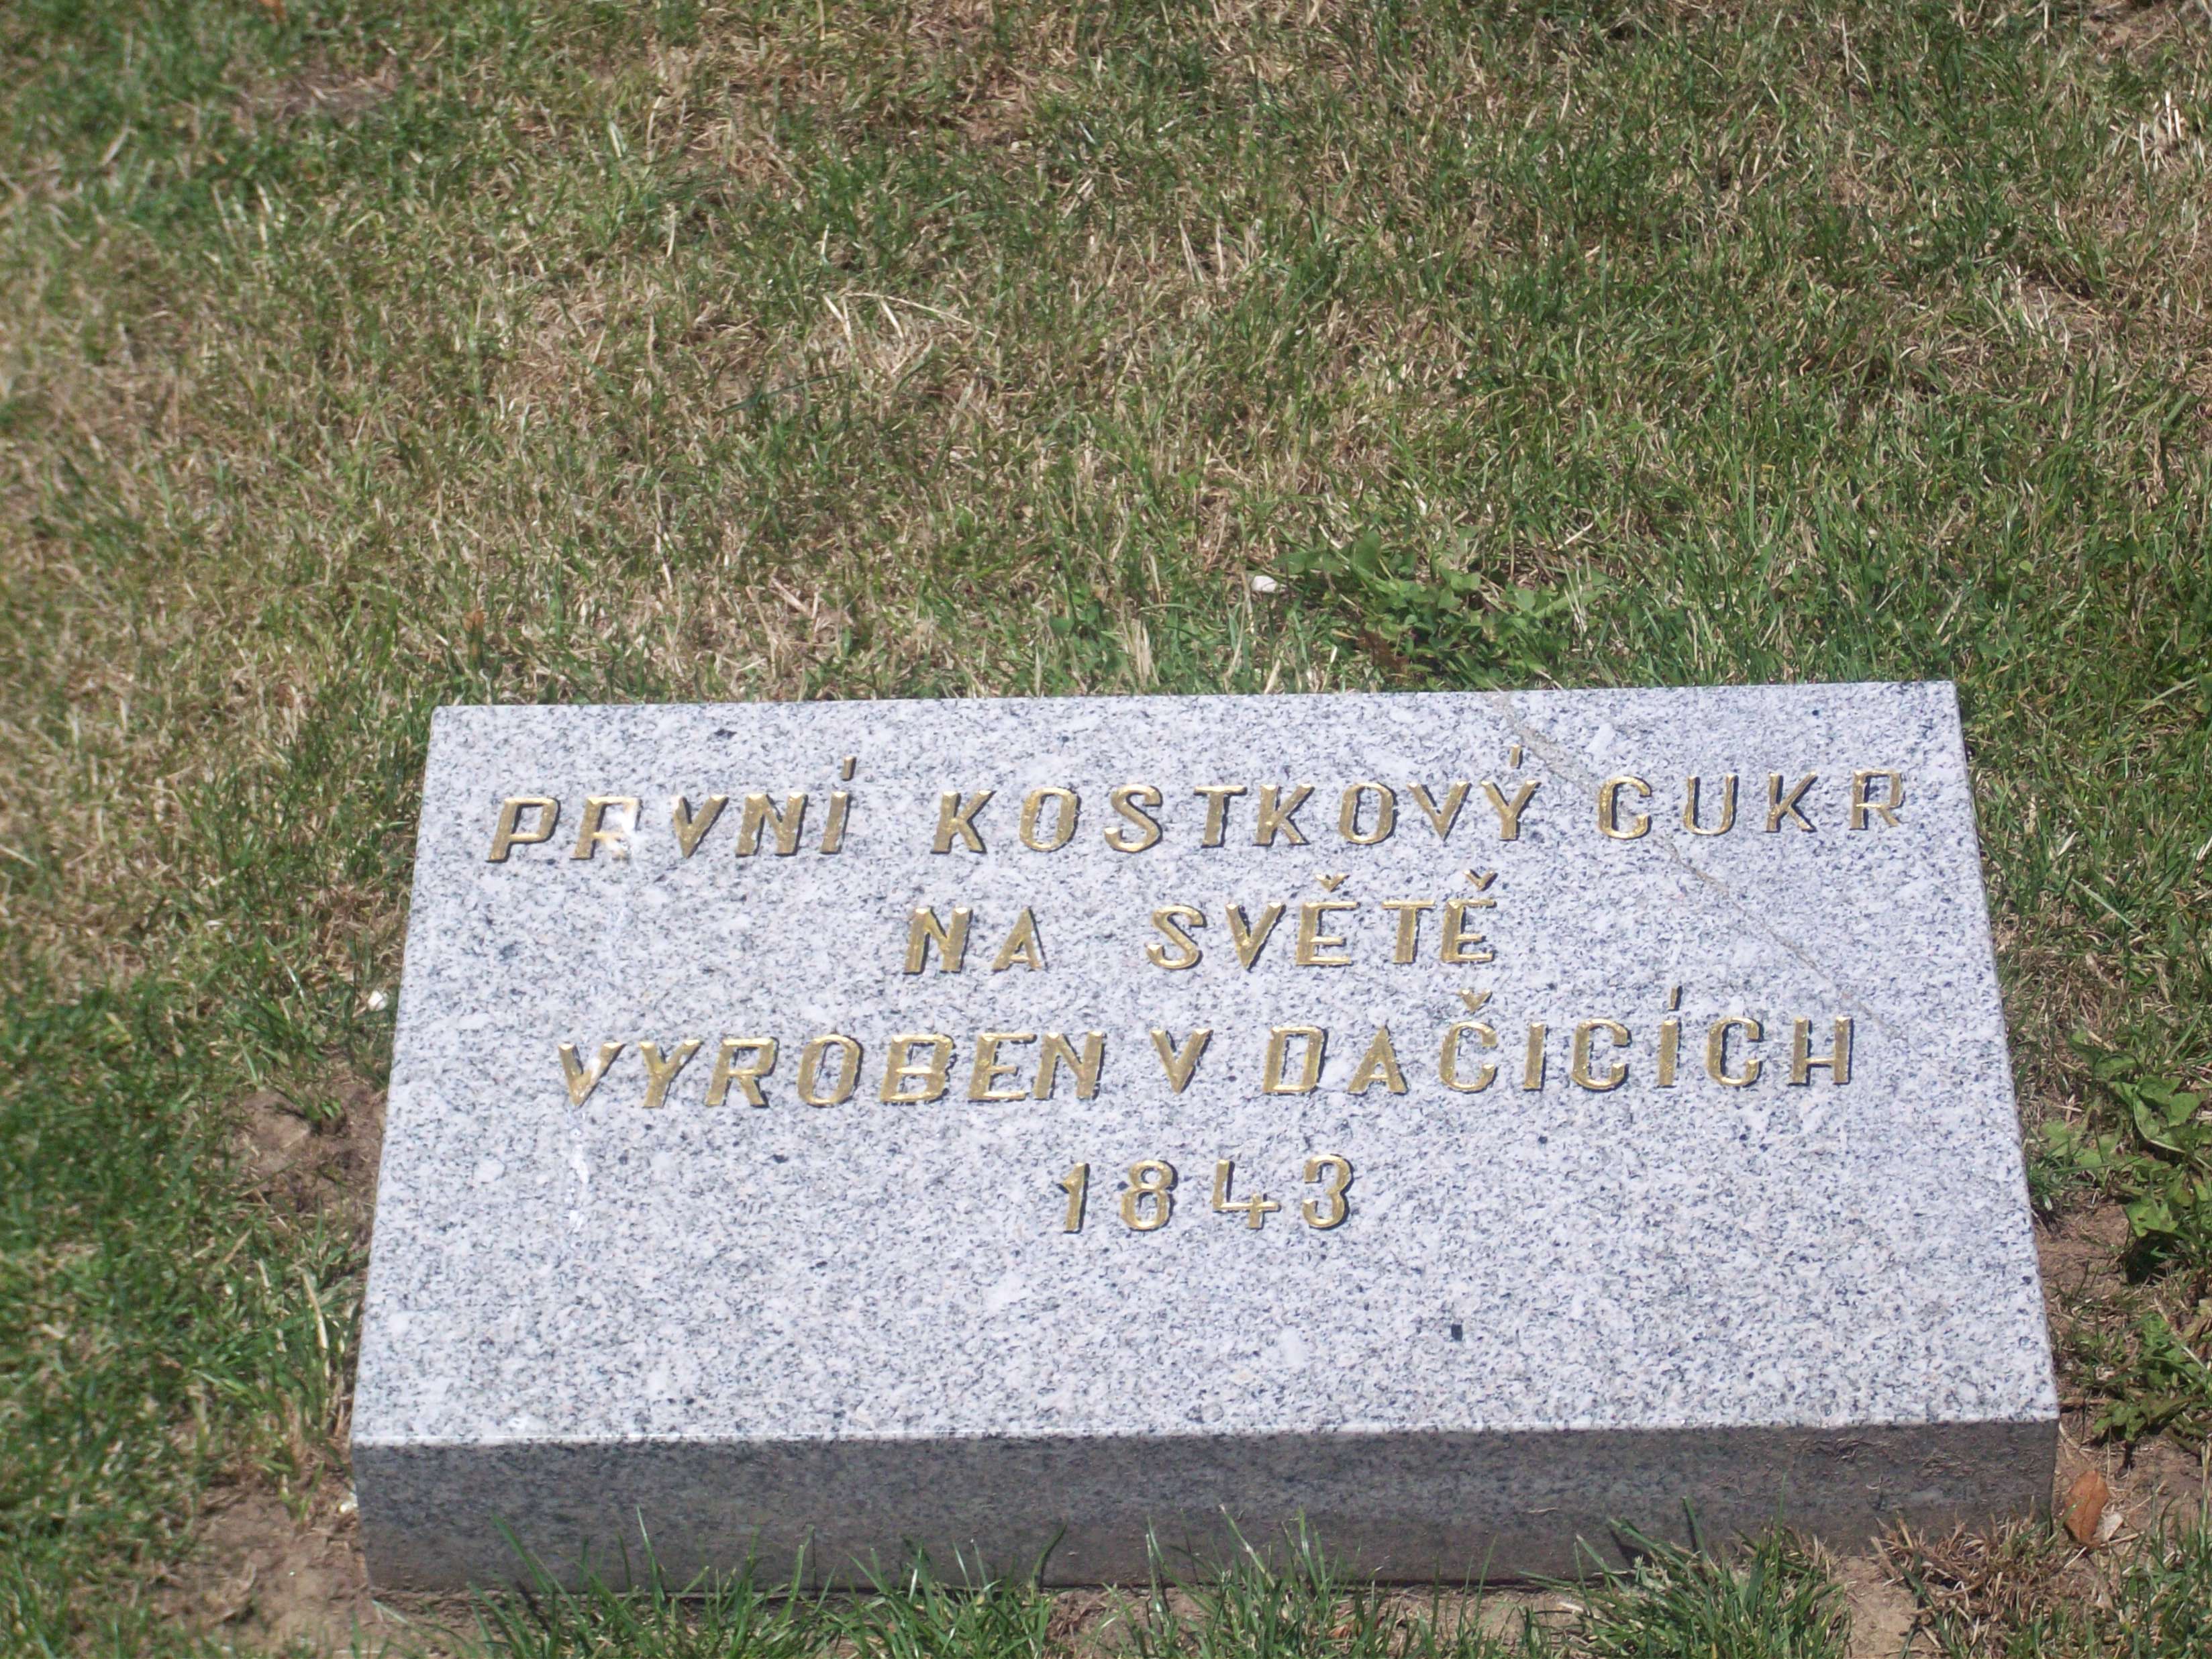 PRVNÍ KOSTKOVÝ CUKR
NA SVĚTĚ
VYROBEN V DAČICÍCH
1843